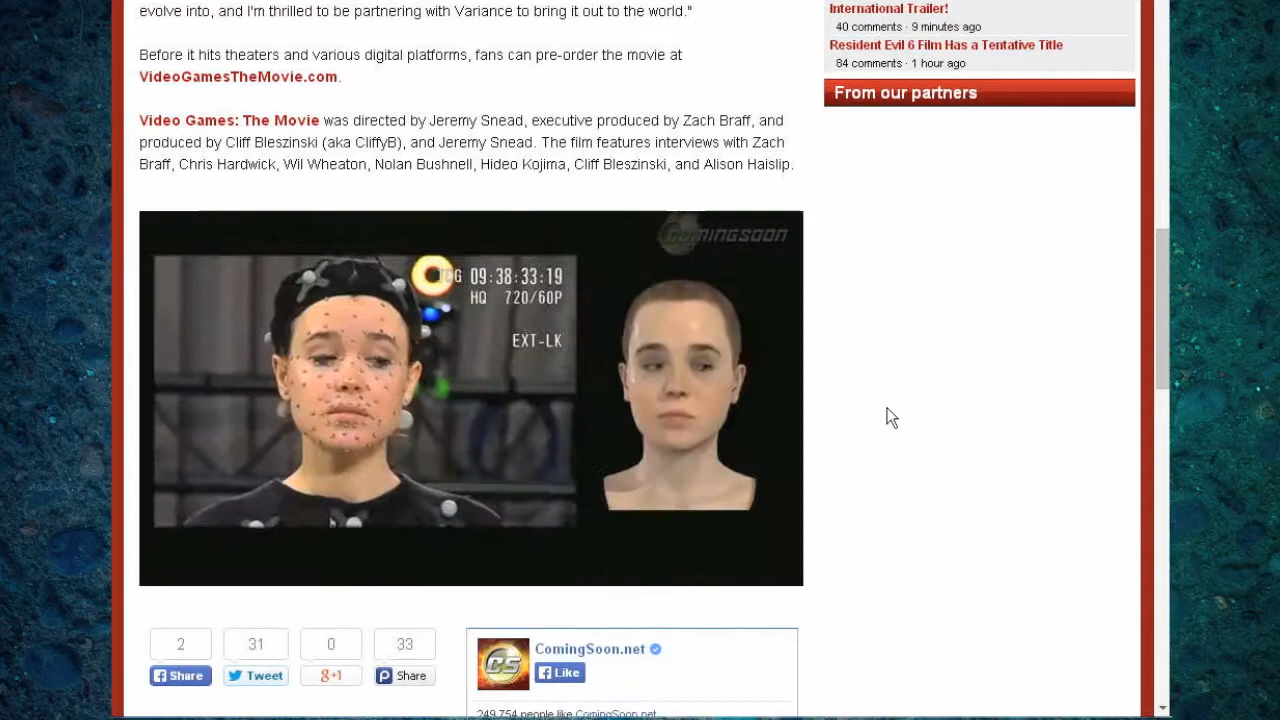 evolve into, and I'm thrilled to be partnering with Variance to bring it out to the world."
Before it hits theaters and various digital platforms, fans can pre-order the movie at
VideoGamesTheMovie.com.
Video Games: The Movie was directed by Jeremy Snead, executive produced by Zach Braff, and
produced by Cliff Bleszinski (aka CliffyB), and Jeremy Snead. The film features interviews with Zach
Braff, Chris Hardwick, Wil Wheaton, Nolan Bushnell, Hideo Kojima, Cliff Bleszinski, and Alison Haislip.
International Trailer!
40 comments · 9 minutes ago
Resident Evil 6 Film Has a Tentative Title
84 comments · 1 hour ago
From our partners
COMINGSOON
TCG 09:38:33:19
HQ 720/60P
EXT-LK
2
31
0
33
Share
Tweet
g+1
Share
CS
ComingSoon.net
Like
249,754 people like ComingSoon.net